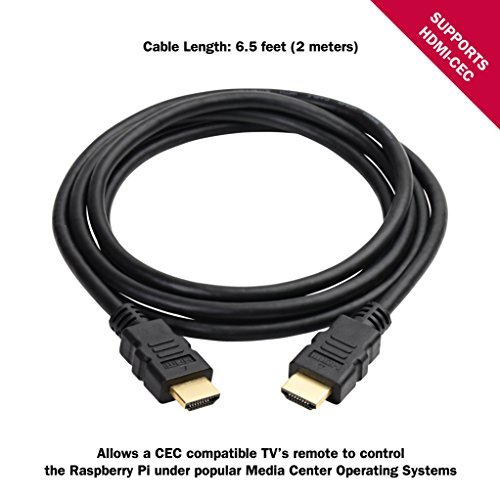 Cable Length: 6.5 feet (2 meters)
SUPPORTS
HDMI-CEC
Allows a CEC compatible TV's remote to control
the Raspberry Pi under popular Media Center Operating Systems